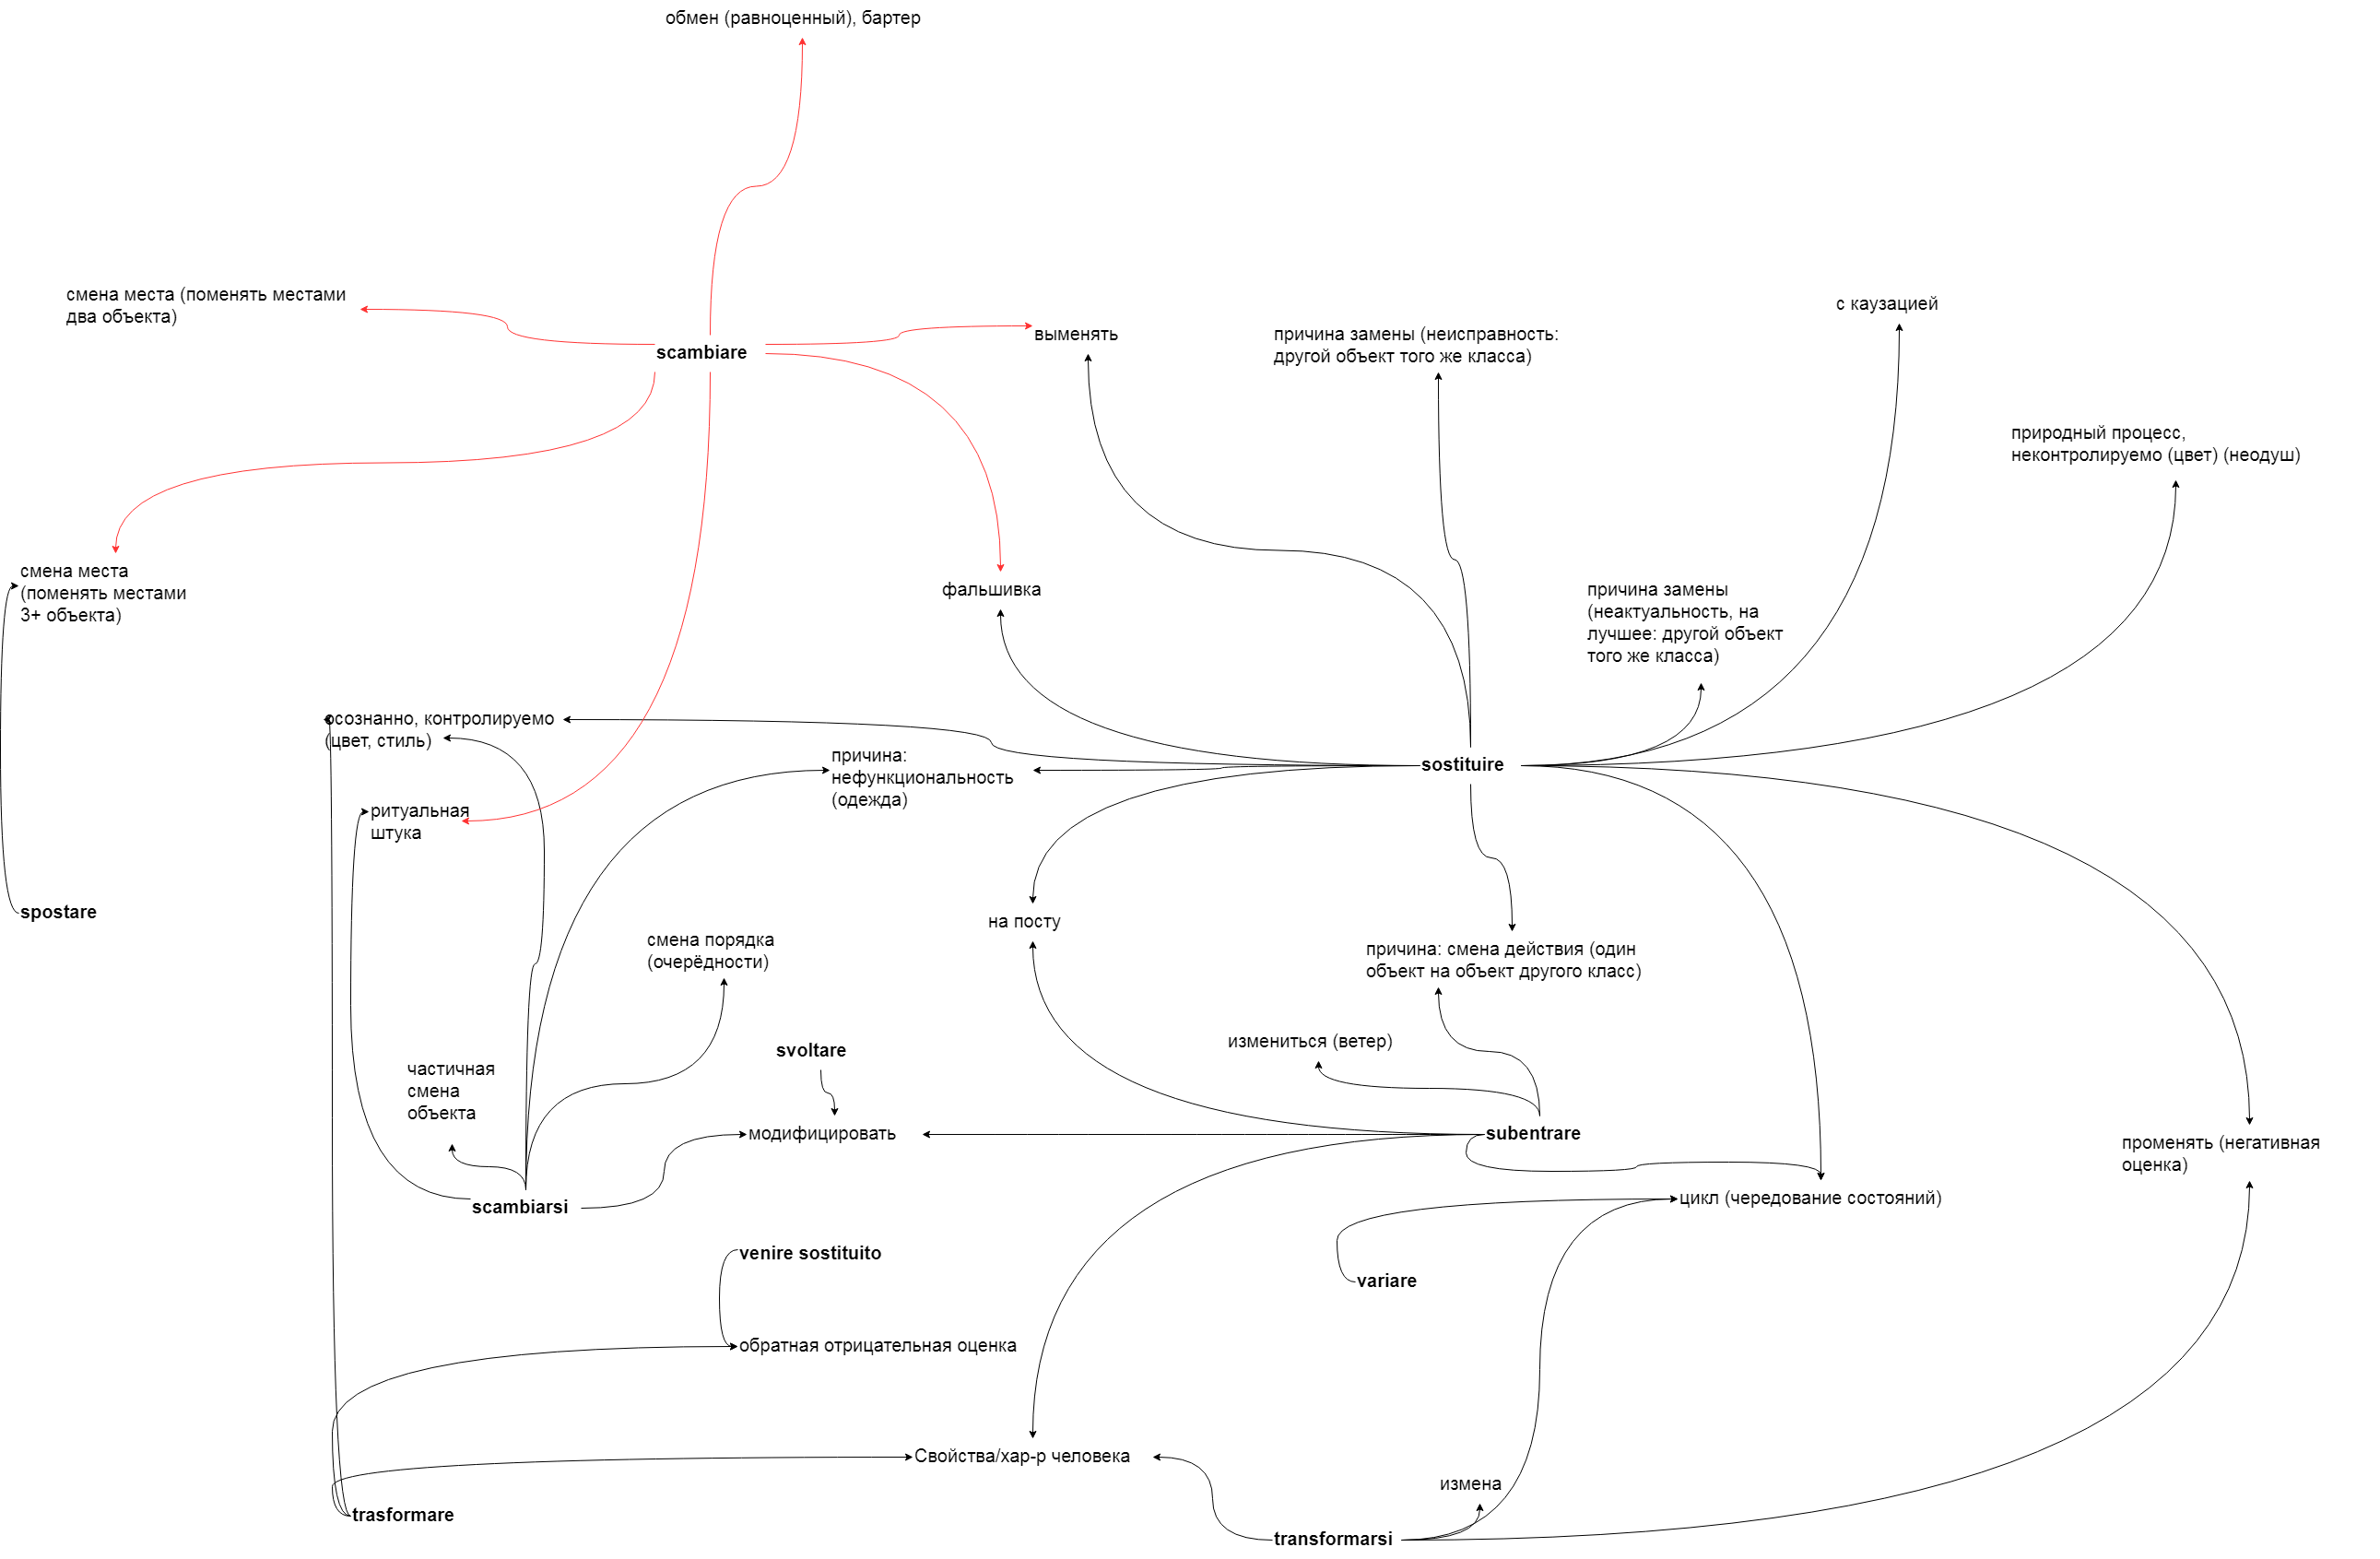 обмен (равноценный), бартер
смена места (поменять местами
два объекта)
scambiare
выменять
причина замены (неисправность:
другой объект того же класса)
с каузацией
природный процесс,
неконтролируемо (цвет) (неодуш)
смена места
(поменять местами
3+ объекта)
фальшивка
причина замены
(неактуальность, на
лучшее: другой объект
того же класса)
осознанно, контролируемо
(цвет, стиль)
причина:
нефункциональность
(одежда)
sostituire
ритуальная
штука
spostare
смена порядка
(очерёдности)
на посту
причина: смена действия (один
объект на объект другого класс)
частичная
смена
объекта
svoltare
измениться (ветер)
модифицировать
subentrare
променять (негативная
оценка)
scambiarsi
цикл (чередование состояний)
venire sostituito
variare
обратная отрицательная оценка
Свойства/хар-р человека
измена
trasformare
transformarsi